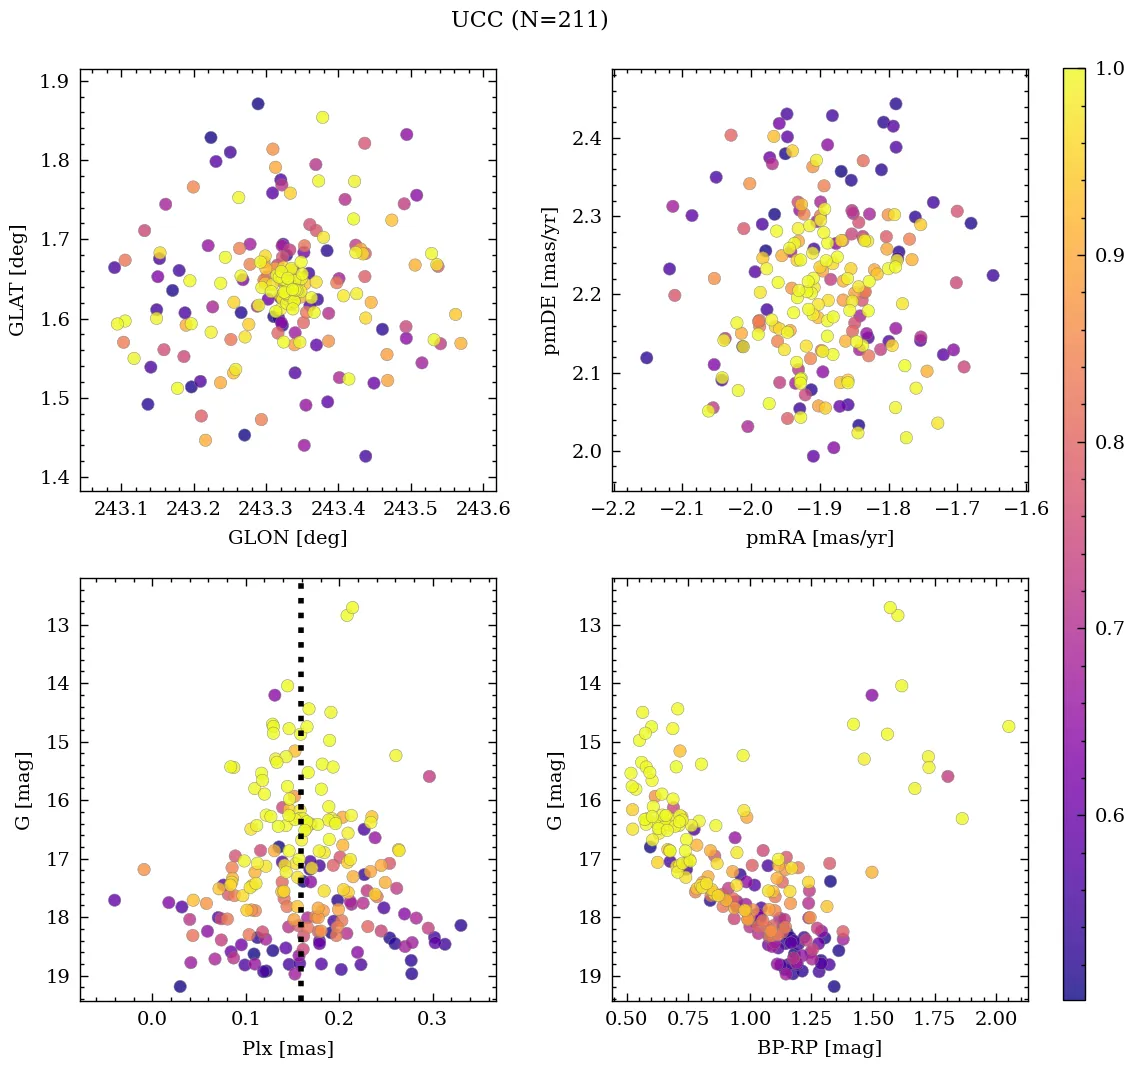 UCC (N=211)
1.9
1.8
1.7
1.6
1.5
1.4
GLAT [deg]
243.1 243.2 243.3 243.4 243.5 243.6
GLON [deg]
2.4
2.3
2.2
2.1
2.0
pmDE [mas/yr]
−2.2 −2.1 −2.0 −1.9 −1.8 −1.7 −1.6
pmRA [mas/yr]
13
14
15
16
17
18
19
G [mag]
0.0 0.1 0.2 0.3
Plx [mas]
13
14
15
16
17
18
19
G [mag]
0.50 0.75 1.00 1.25 1.50 1.75 2.00
BP-RP [mag]
1.0
0.9
0.8
0.7
0.6